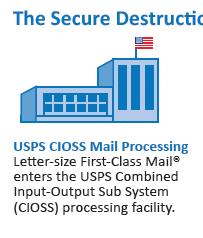 The Secure Destructic
USPS CIOSS Mail Processing
Letter-size First-Class Mail®
enters the USPS Combined
Input-Output Sub System
(CIOSS) processing facility.